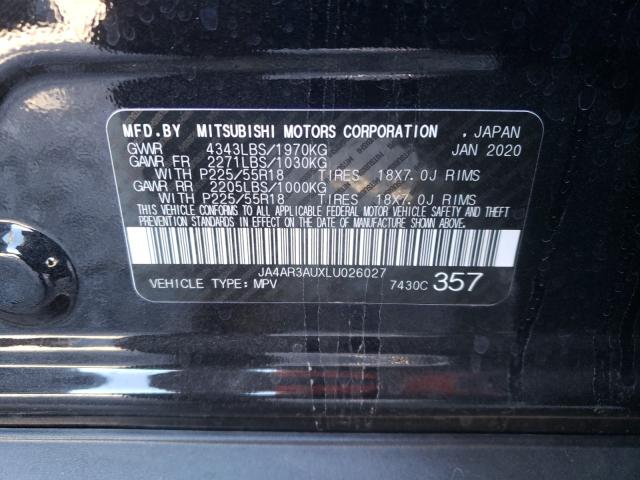 MFD.BY MITSUBISHI MOTORS CORPORATION . JAPAN
GVWR 4343LBS/1970KG JAN 2020
GAWR FR 2271LBS/1030KG
WITH P225/55R18 TIRES 18X7.0J RIMS
GAWR RR 2205LBS/1000KG
WITH P225/55R18 TIRES 18X7.0J RIMS
THIS VEHICLE CONFORMS TO ALL APPLICABLE FEDERAL MOTOR VEHICLE SAFETY AND THEFT
PREVENTION STANDARDS IN EFFECT ON THE DATE OF MANUFACTURE SHOWN ABOVE.
JA4AR3AUXLU026027
VEHICLE TYPE: MPV 7430C 357